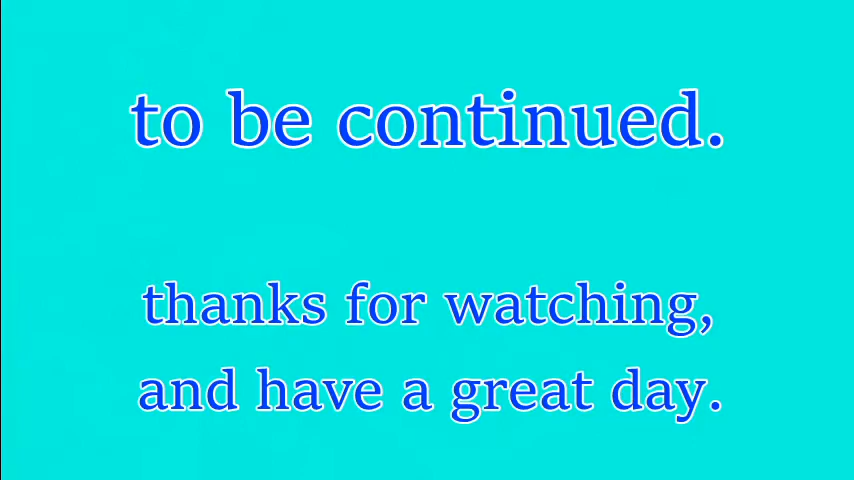 to be continued.
thanks for watching,
and have a great day.